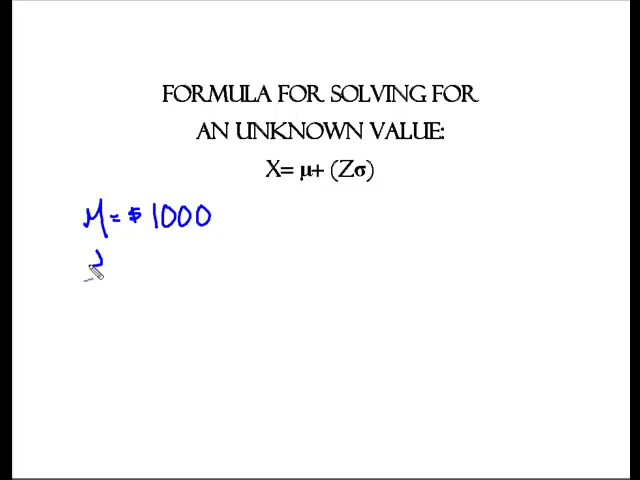 FORMULA FOR SOLVING FOR
AN UNKNOWN VALUE:
X= μ+ (Zσ)
μ = $ 1000